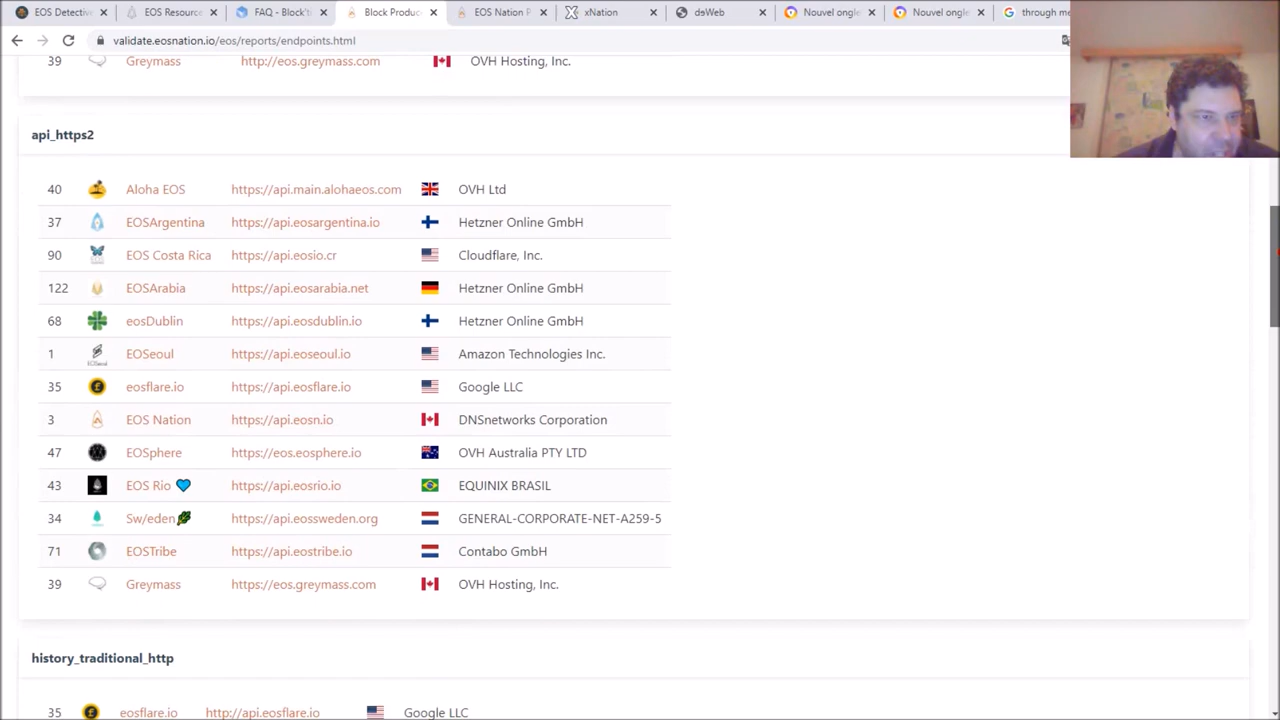 EOS Detective
EOS Resource
FAQ - Block'ti
Block Produc
EOS Nation P
xNation
dsWeb
Nouvel ongle
Nouvel ongle
through me
validate.eosnation.io/eos/reports/endpoints.html
39 Greymass http://eos.greymass.com OVH Hosting, Inc.
api_https2
40 Aloha EOS https://api.main.alohaeos.com OVH Ltd
37 EOSArgentina https://api.eosargentina.io Hetzner Online GmbH
90 EOS Costa Rica https://api.eosio.cr Cloudflare, Inc.
122 EOSArabia https://api.eosarabia.net Hetzner Online GmbH
68 eosDublin https://api.eosdublin.io Hetzner Online GmbH
1 EOSeoul https://api.eoseoul.io Amazon Technologies Inc.
35 eosflare.io https://api.eosflare.io Google LLC
3 EOS Nation https://api.eosn.io DNSnetworks Corporation
47 EOSphere https://eos.eosphere.io OVH Australia PTY LTD
43 EOS Rio https://api.eosrio.io EQUINIX BRASIL
34 Sw/eden https://api.eossweden.org GENERAL-CORPORATE-NET-A259-5
71 EOSTribe https://api.eostribe.io Contabo GmbH
39 Greymass https://eos.greymass.com OVH Hosting, Inc.
history_traditional_http
35 eosflare.io http://api.eosflare.io Google LLC